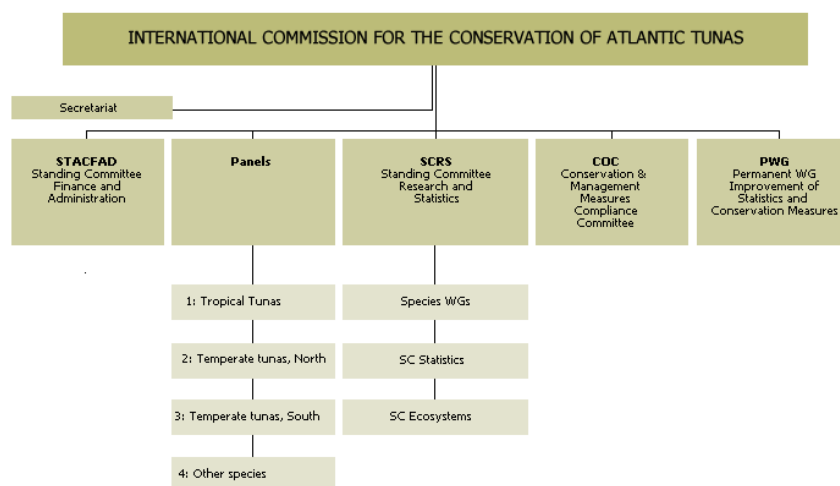 INTERNATIONAL COMMISSION FOR THE CONSERVATION OF ATLANTIC TUNAS
Secretariat
STACFAD
Standing Committee
Finance and
Administration
Panels
SCRS
Standing Committee
Research and
Statistics
COC
Conservation &
Management
Measures
Compliance
Committee
PWG
Permanent WG
Improvement of
Statistics and
Conservation Measures
1: Tropical Tunas
2: Temperate tunas, North
3: Temperate tunas, South
4: Other species
Species WGs
SC Statistics
SC Ecosystems